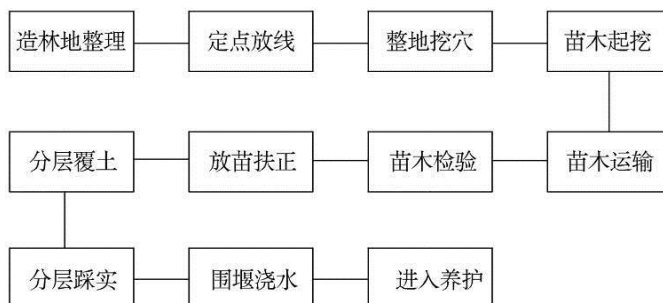 造林地整理
定点放线
整地挖穴
苗木起挖
苗木运输
苗木检验
放苗扶正
分层覆土
分层踩实
围堰浇水
进入养护